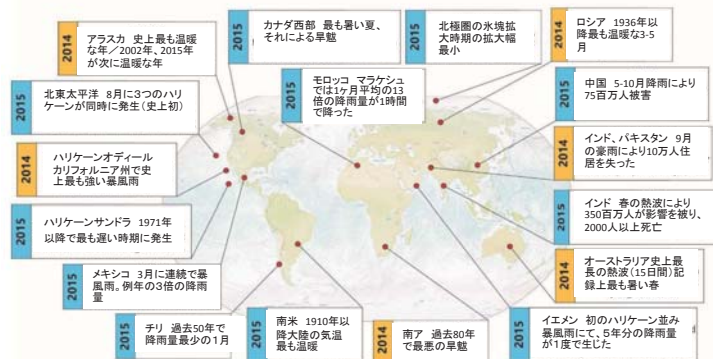 2014
アラスカ 史上最も温暖
な年／2002年、2015年
が次に温暖な年
2015
カナダ西部 最も暑い夏、
それによる旱魃
2015
北極圏の氷塊拡
大時期の拡大幅
最小
2014
ロシア 1936年以
降最も温暖な3-5
月
2015
北東太平洋 8月に3つのハリ
ケーンが同時に発生(史上初)
2015
モロッコ マラケシュ
では1ヶ月平均の13
倍の降雨量が1時間
で降った
2015
中国 5-10月降雨により
75百万人被害
2014
ハリケーンオディール
カリフォルニア州で史
上最も強い暴風雨
2014
インド、パキスタン 9月
の豪雨により10万人住
居を失った
2015
ハリケーンサンドラ 1971年
以降で最も遅い時期に発生
2015
インド 春の熱波により
350百万人が影響を被り、
2000人以上死亡
2015
メキシコ 3月に連続で暴
風雨。例年の3倍の降雨
量
2014
オーストラリア史上最
長の熱波(15日間)記
録上最も暑い春
2015
チリ 過去50年で
降雨量最少の1月
2015
南米 1910年以
降大陸の気温
最も温暖
2014
南ア 過去80年
で最悪の旱魃
2015
イエメン 初のハリケーン並み
暴風雨にて、5年分の降雨量
が1度で生じた